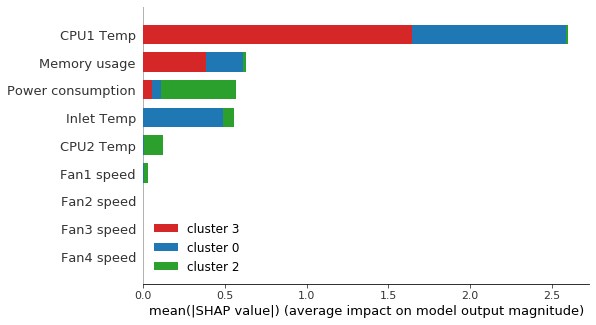 CPU1 Temp
Memory usage
Power consumption
Inlet Temp
CPU2 Temp
Fan1 speed
Fan2 speed
Fan3 speed
Fan4 speed
cluster 3
cluster 0
cluster 2
0.0 0.5 1.0 1.5 2.0 2.5
mean(|SHAP value|) (average impact on model output magnitude)